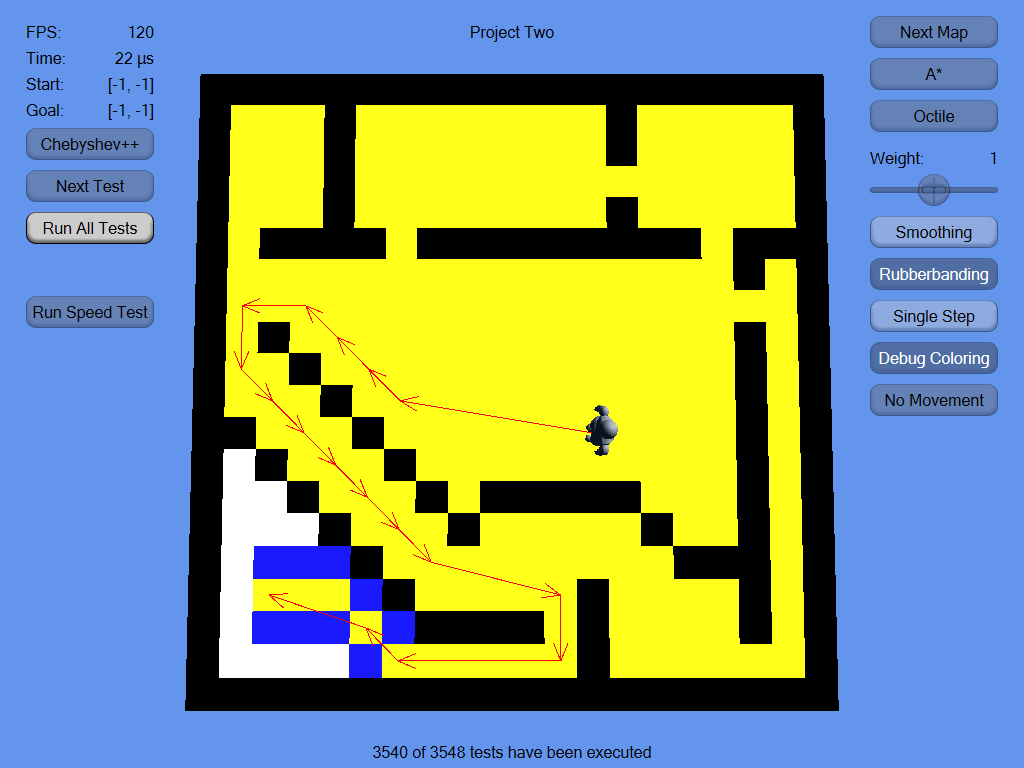 FPS: 120
Time: 22 µs
Start: [-1, -1]
Goal: [-1, -1]
Chebyshev++
Next Test
Run All Tests
Run Speed Test
Project Two
Next Map
A*
Octile
Weight: 1
Smoothing
Rubberbanding
Single Step
Debug Coloring
No Movement
3540 of 3548 tests have been executed